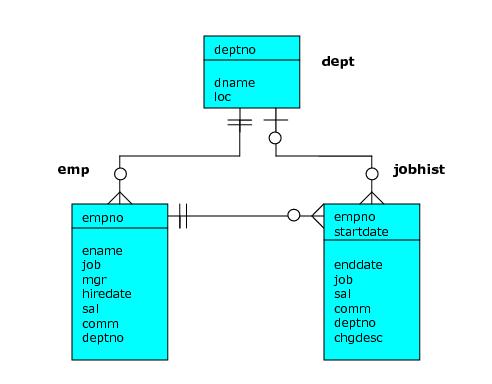 deptno
dept
dname
loc
emp
jobhist
empno
ename
job
mgr
hiredate
sal
comm
deptno
empno
startdate
enddate
job
sal
comm
deptno
chgdesc